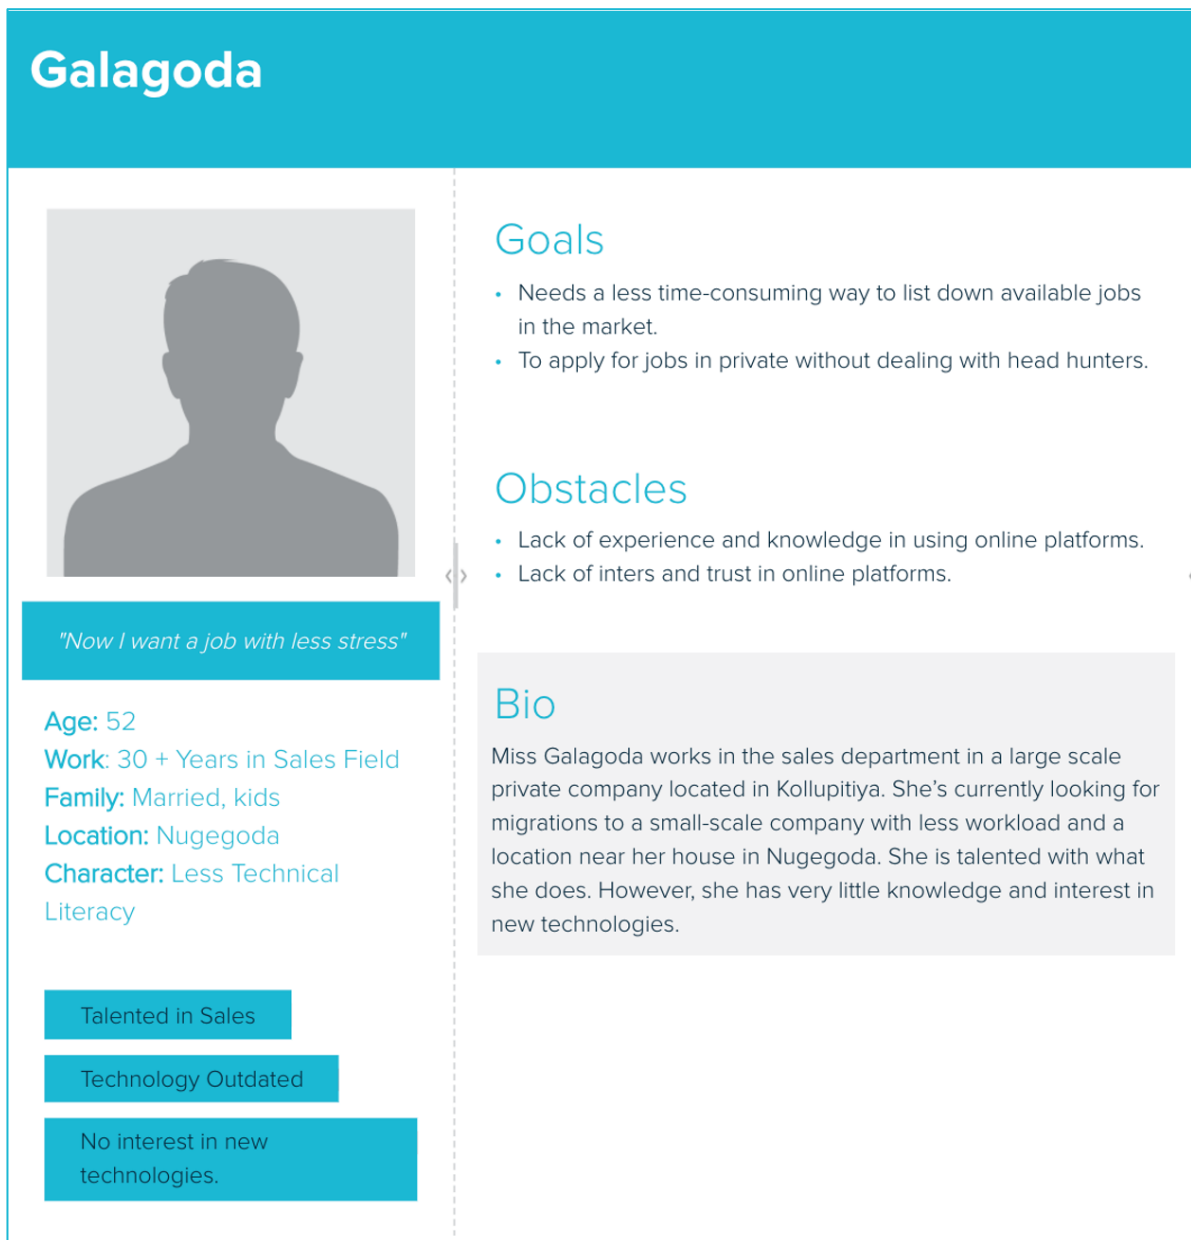 Galagoda
"Now I want a job with less stress"
Age: 52
Work: 30 + Years in Sales Field
Family: Married, kids
Location: Nugegoda
Character: Less Technical
Literacy
Talented in Sales
Technology Outdated
No interest in new
technologies.
Goals
• Needs a less time-consuming way to list down available jobs
in the market.
• To apply for jobs in private without dealing with head hunters.
Obstacles
• Lack of experience and knowledge in using online platforms.
• Lack of inters and trust in online platforms.
Bio
Miss Galagoda works in the sales department in a large scale
private company located in Kollupitiya. She’s currently looking for
migrations to a small-scale company with less workload and a
location near her house in Nugegoda. She is talented with what
she does. However, she has very little knowledge and interest in
new technologies.